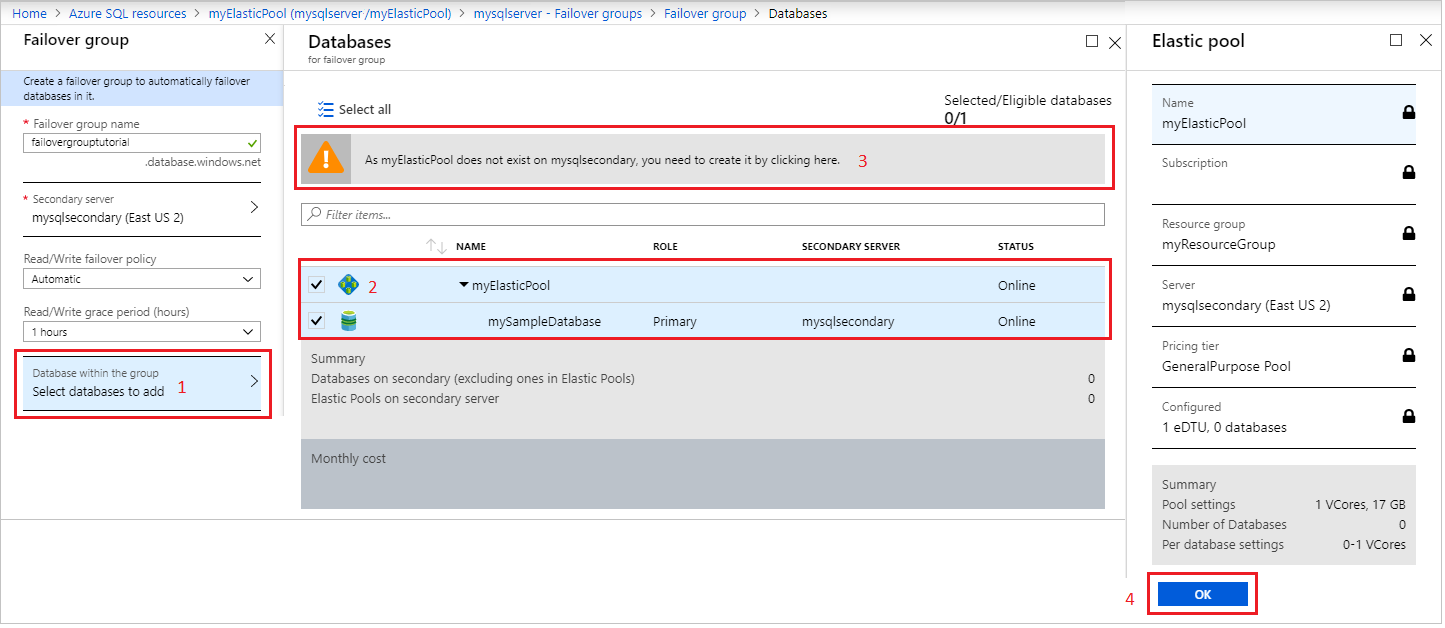 Home > Azure SQL resources > myElasticPool (mysqlserver/myElasticPool) > mysqlserver - Failover groups > Failover group > Databases
Failover group
Create a failover group to automatically failover
databases in it.
* Failover group name
failovergrouptutorial
.database.windows.net
* Secondary server
mysqlsecondary (East US 2)
Read/Write failover policy
Automatic
Read/Write grace period (hours)
1 hours
Database within the group
Select databases to add 1
Databases
for failover group
Select all
Selected/Eligible databases
0/1
As myElasticPool does not exist on mysqlsecondary, you need to create it by clicking here. 3
Filter items...
NAME ROLE SECONDARY SERVER STATUS
2 myElasticPool Online
mySampleDatabase Primary mysqlsecondary Online
Summary
Databases on secondary (excluding ones in Elastic Pools) 0
Elastic Pools on secondary server 0
Monthly cost
Elastic pool
Name
myElasticPool
Subscription
Resource group
myResourceGroup
Server
mysqlsecondary (East US 2)
Pricing tier
GeneralPurpose Pool
Configured
1 eDTU, 0 databases
Summary
Pool settings 1 VCores, 17 GB
Number of Databases 0
Per database settings 0-1 VCores
4 OK